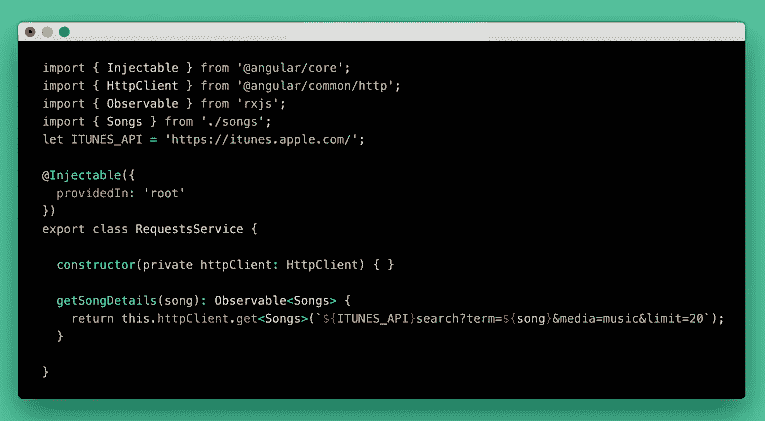 import { Injectable } from '@angular/core';
import { HttpClient } from '@angular/common/http';
import { Observable } from 'rxjs';
import { Songs } from './songs';
let ITUNES_API = 'https://itunes.apple.com/';
@Injectable({
  providedIn: 'root'
})
export class RequestsService {
  constructor(private httpClient: HttpClient) { }
  getSongDetails(song): Observable<Songs> {
    return this.httpClient.get<Songs>(`${ITUNES_API}search?term=${song}&media=music&limit=20`);
  }
}